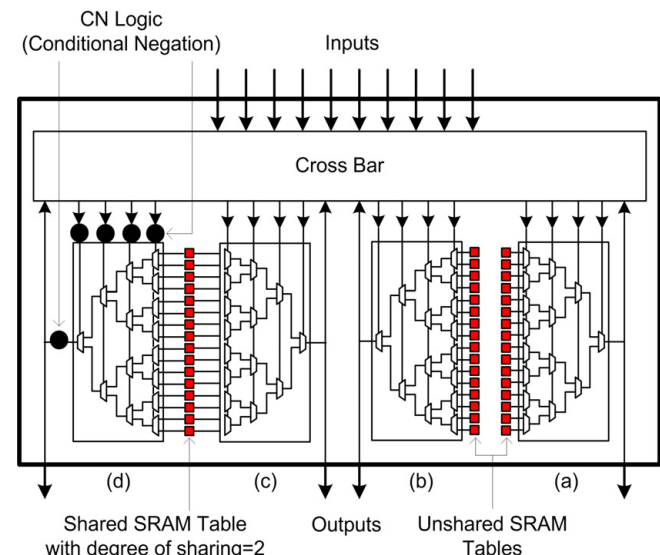 CN Logic
(Conditional Negation)
Inputs
Cross Bar
(d)
(c)
(b)
(a)
Shared SRAM Table
with degree of sharing=2
Outputs
Unshared SRAM
Tables